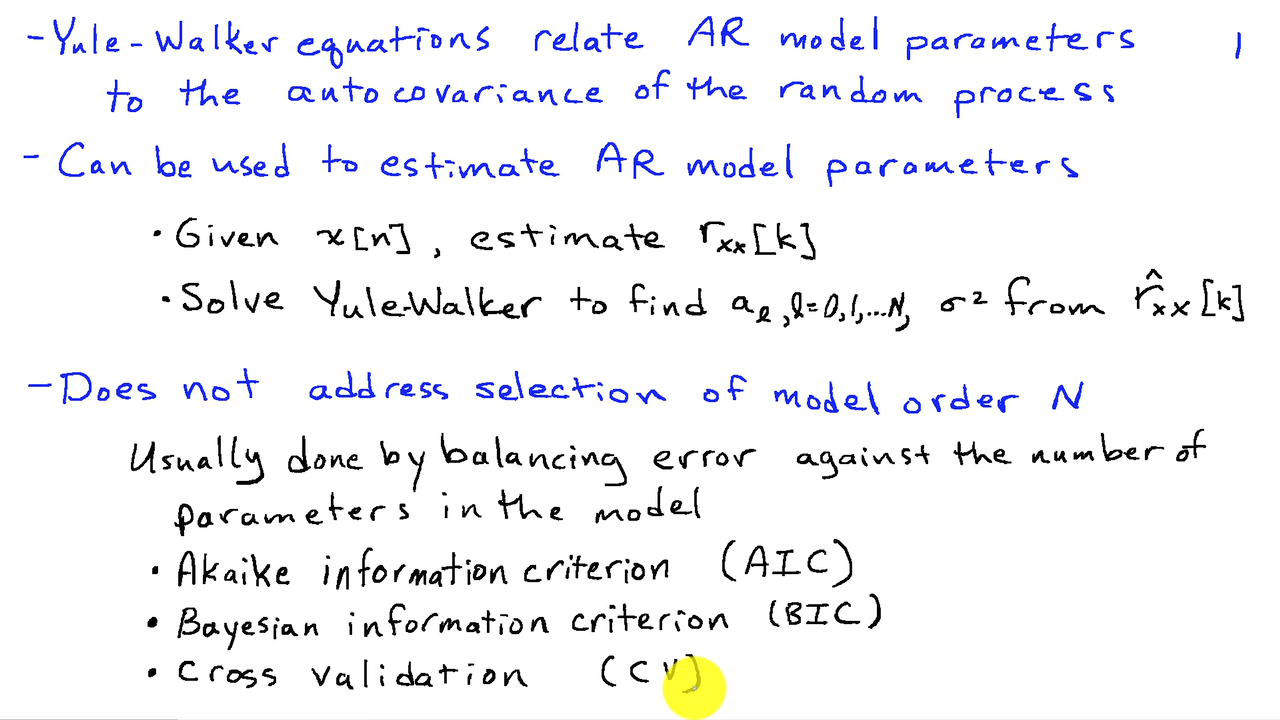 - Yule-Walker equations relate AR model parameters 1
to the autocovariance of the random process
- Can be used to estimate AR model parameters
• Given x[n], estimate rxx[k]
• Solve Yule-Walker to find aℓ, ℓ=0,1,...N, σ² from r̂xx[k]
- Does not address selection of model order N
Usually done by balancing error against the number of
parameters in the model
• Akaike information criterion (AIC)
• Bayesian information criterion (BIC)
• Cross validation (CV)